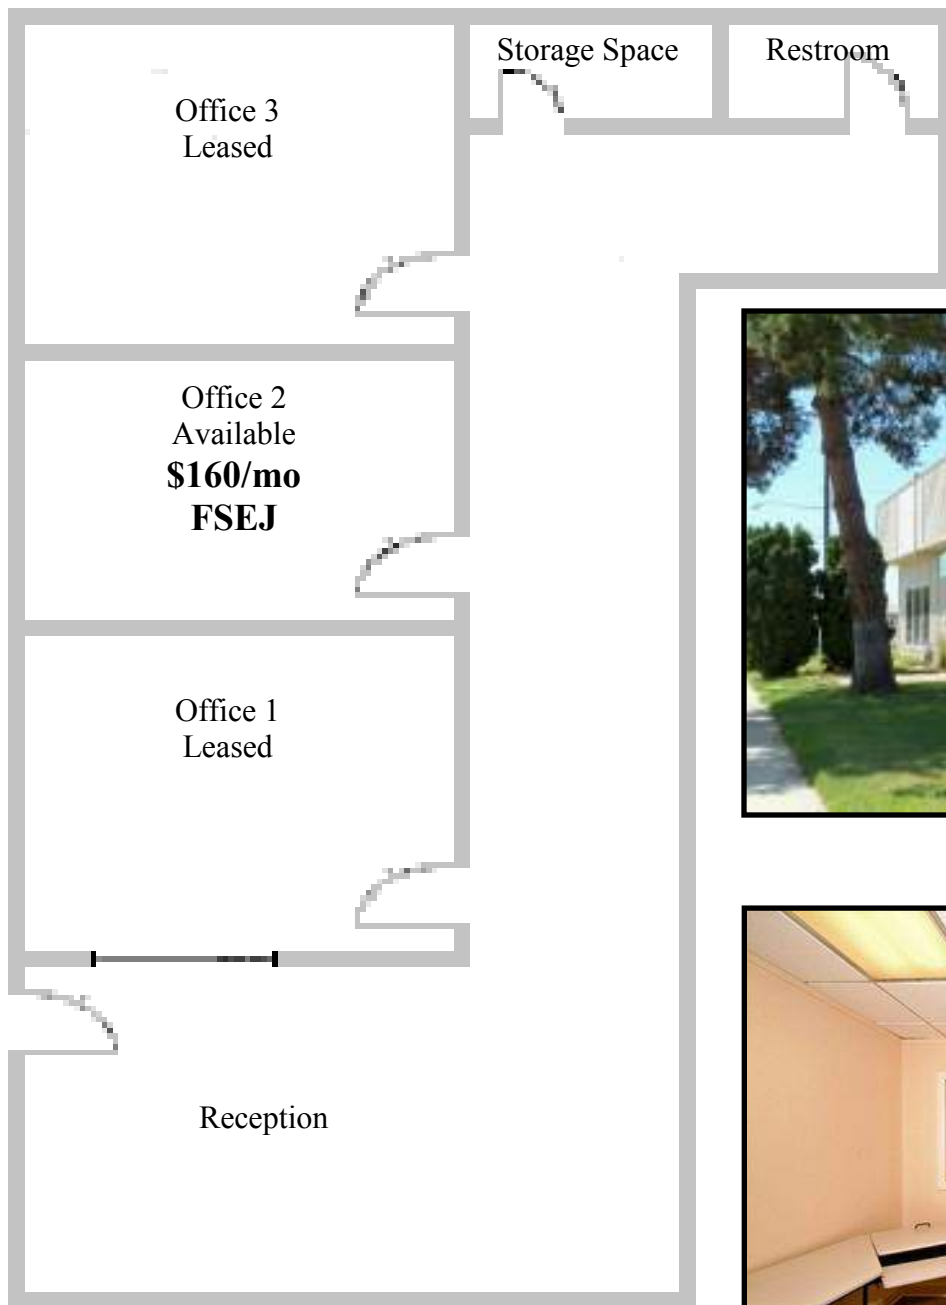 Storage Space
Restroom
Office 3
Leased
Office 2
Available
$160/mo
FSEJ
Office 1
Leased
Reception